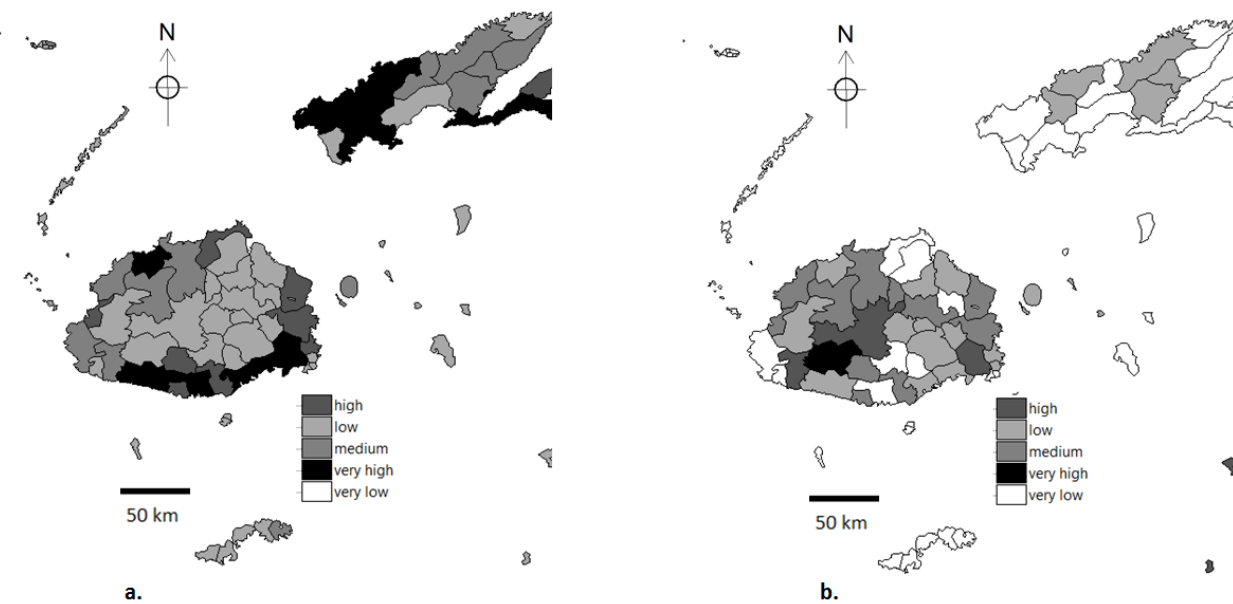 N
high
low
medium
very high
very low
50 km
a.
N
high
low
medium
very high
very low
50 km
b.